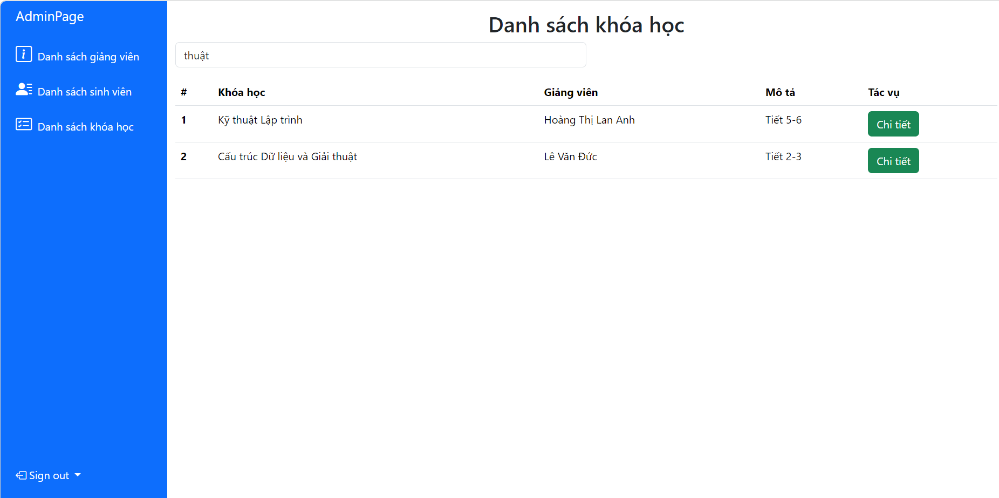 AdminPage
Danh sách giảng viên
Danh sách sinh viên
Danh sách khóa học
Sign out
Danh sách khóa học
thuật
# Khóa học Giảng viên Mô tả Tác vụ
1 Kỹ thuật Lập trình Hoàng Thị Lan Anh Tiết 5-6 Chi tiết
2 Cấu trúc Dữ liệu và Giải thuật Lê Văn Đức Tiết 2-3 Chi tiết